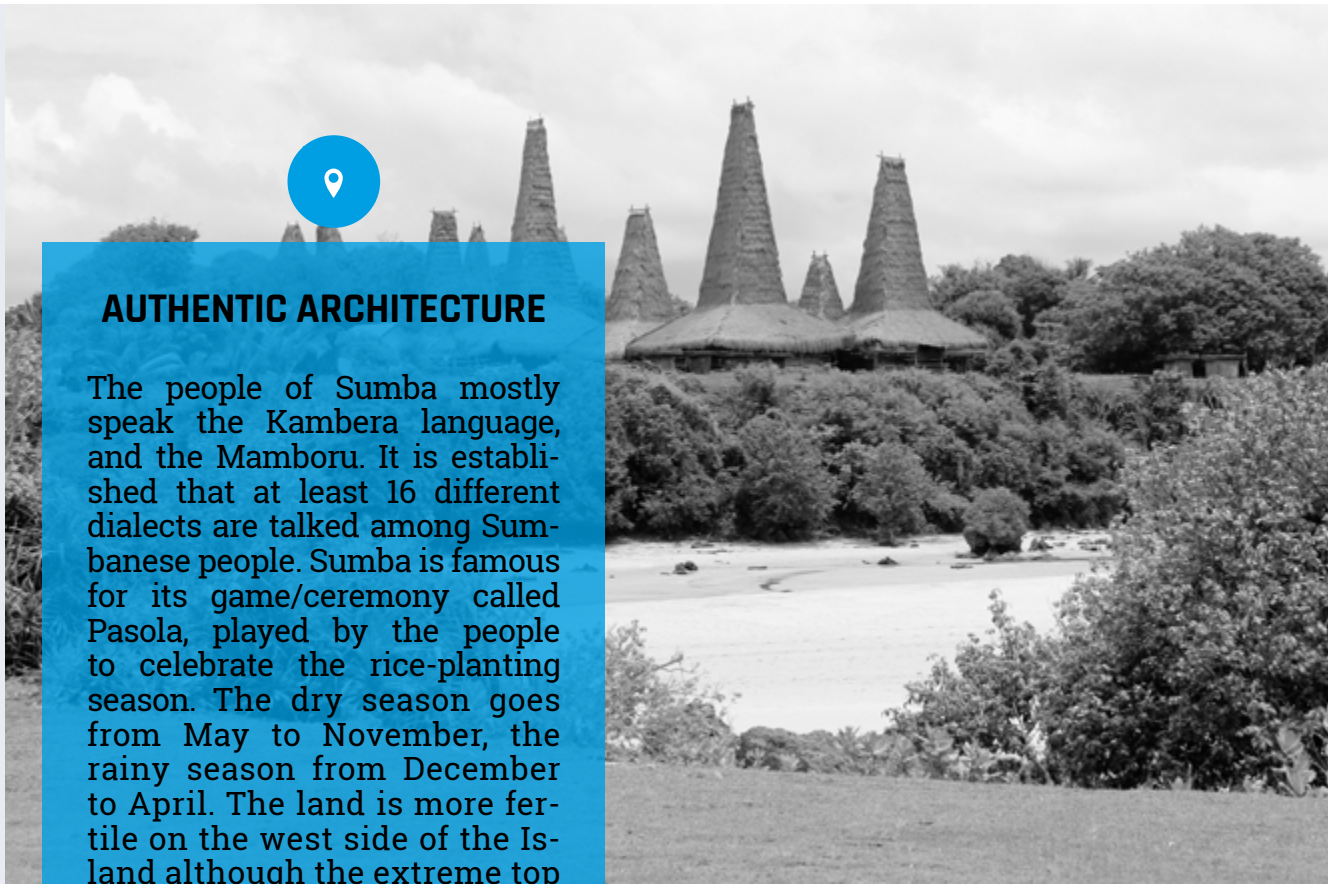 AUTHENTIC ARCHITECTURE
The people of Sumba mostly
speak the Kambera language,
and the Mamboru. It is establi-
shed that at least 16 different
dialects are talked among Sum-
banese people. Sumba is famous
for its game/ceremony called
Pasola, played by the people
to celebrate the rice-planting
season. The dry season goes
from May to November, the
rainy season from December
to April. The land is more fer-
tile on the west side of the Is-
land although the extreme top